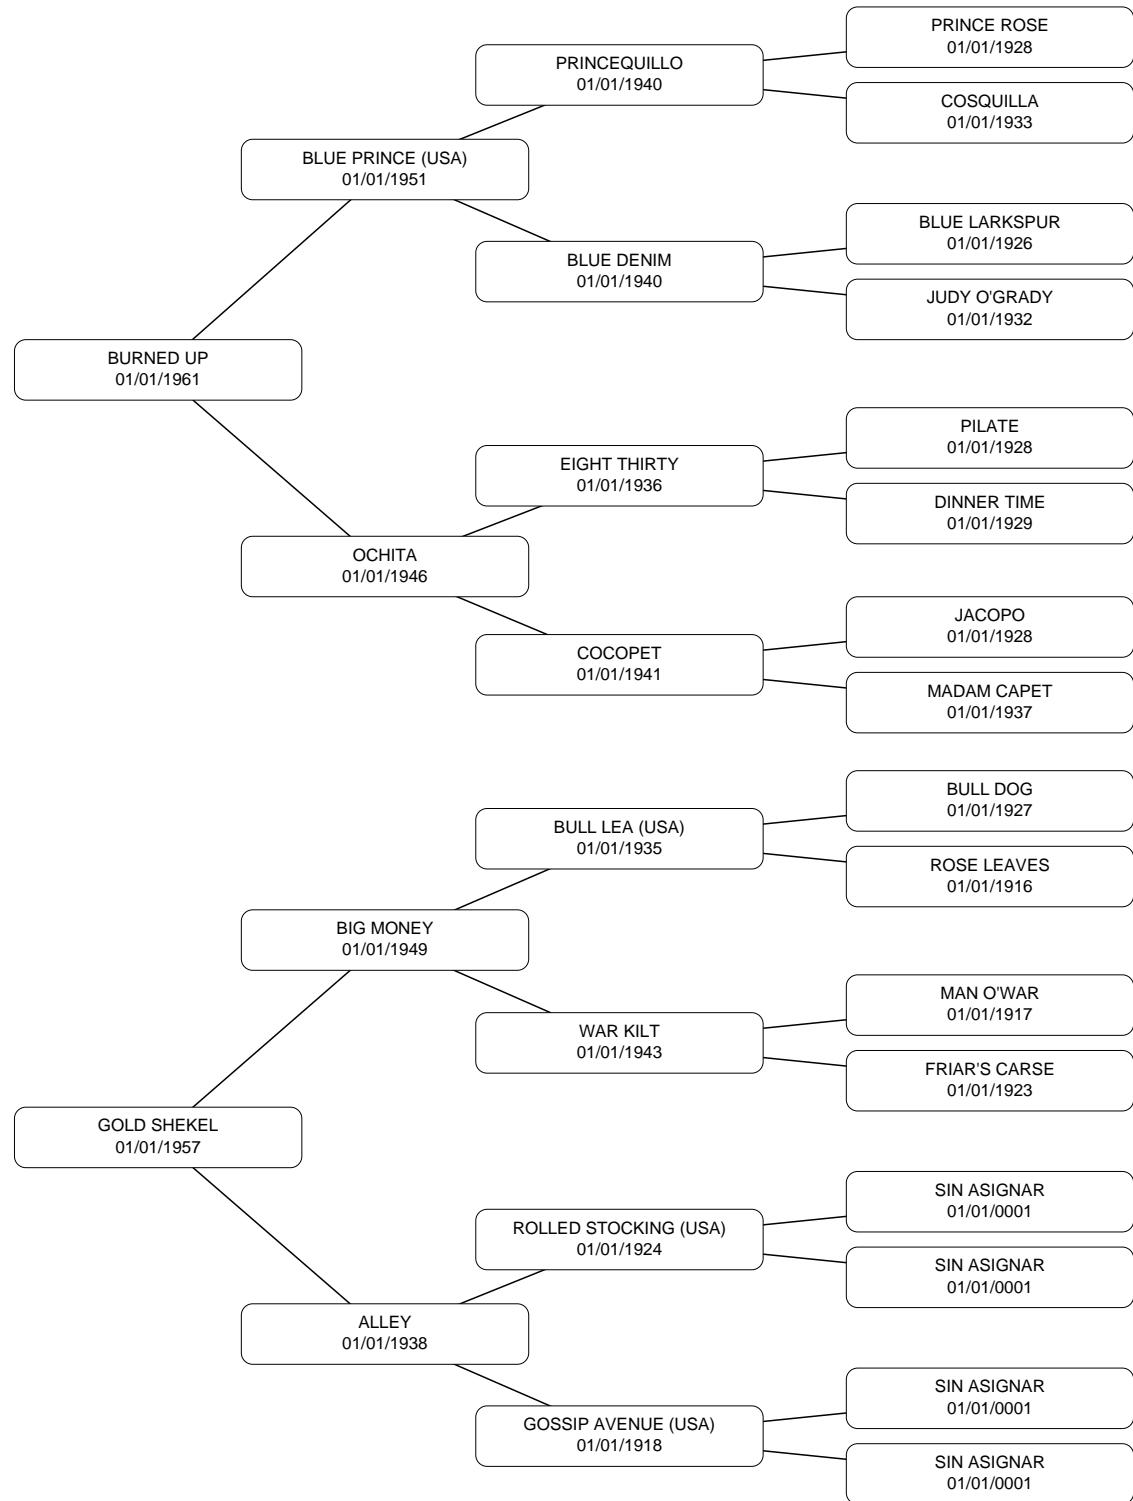 PRINCE ROSE
01/01/1928
PRINCEQUILLO
01/01/1940
COSQUILLA
01/01/1933
BLUE PRINCE (USA)
01/01/1951
BLUE LARKSPUR
01/01/1926
BLUE DENIM
01/01/1940
JUDY O'GRADY
01/01/1932
BURNED UP
01/01/1961
PILATE
01/01/1928
EIGHT THIRTY
01/01/1936
DINNER TIME
01/01/1929
OCHITA
01/01/1946
JACOPO
01/01/1928
COCOPET
01/01/1941
MADAM CAPET
01/01/1937
BULL DOG
01/01/1927
BULL LEA (USA)
01/01/1935
ROSE LEAVES
01/01/1916
BIG MONEY
01/01/1949
MAN O'WAR
01/01/1917
WAR KILT
01/01/1943
FRIAR'S CARSE
01/01/1923
GOLD SHEKEL
01/01/1957
SIN ASIGNAR
01/01/0001
ROLLED STOCKING (USA)
01/01/1924
SIN ASIGNAR
01/01/0001
ALLEY
01/01/1938
SIN ASIGNAR
01/01/0001
GOSSIP AVENUE (USA)
01/01/1918
SIN ASIGNAR
01/01/0001